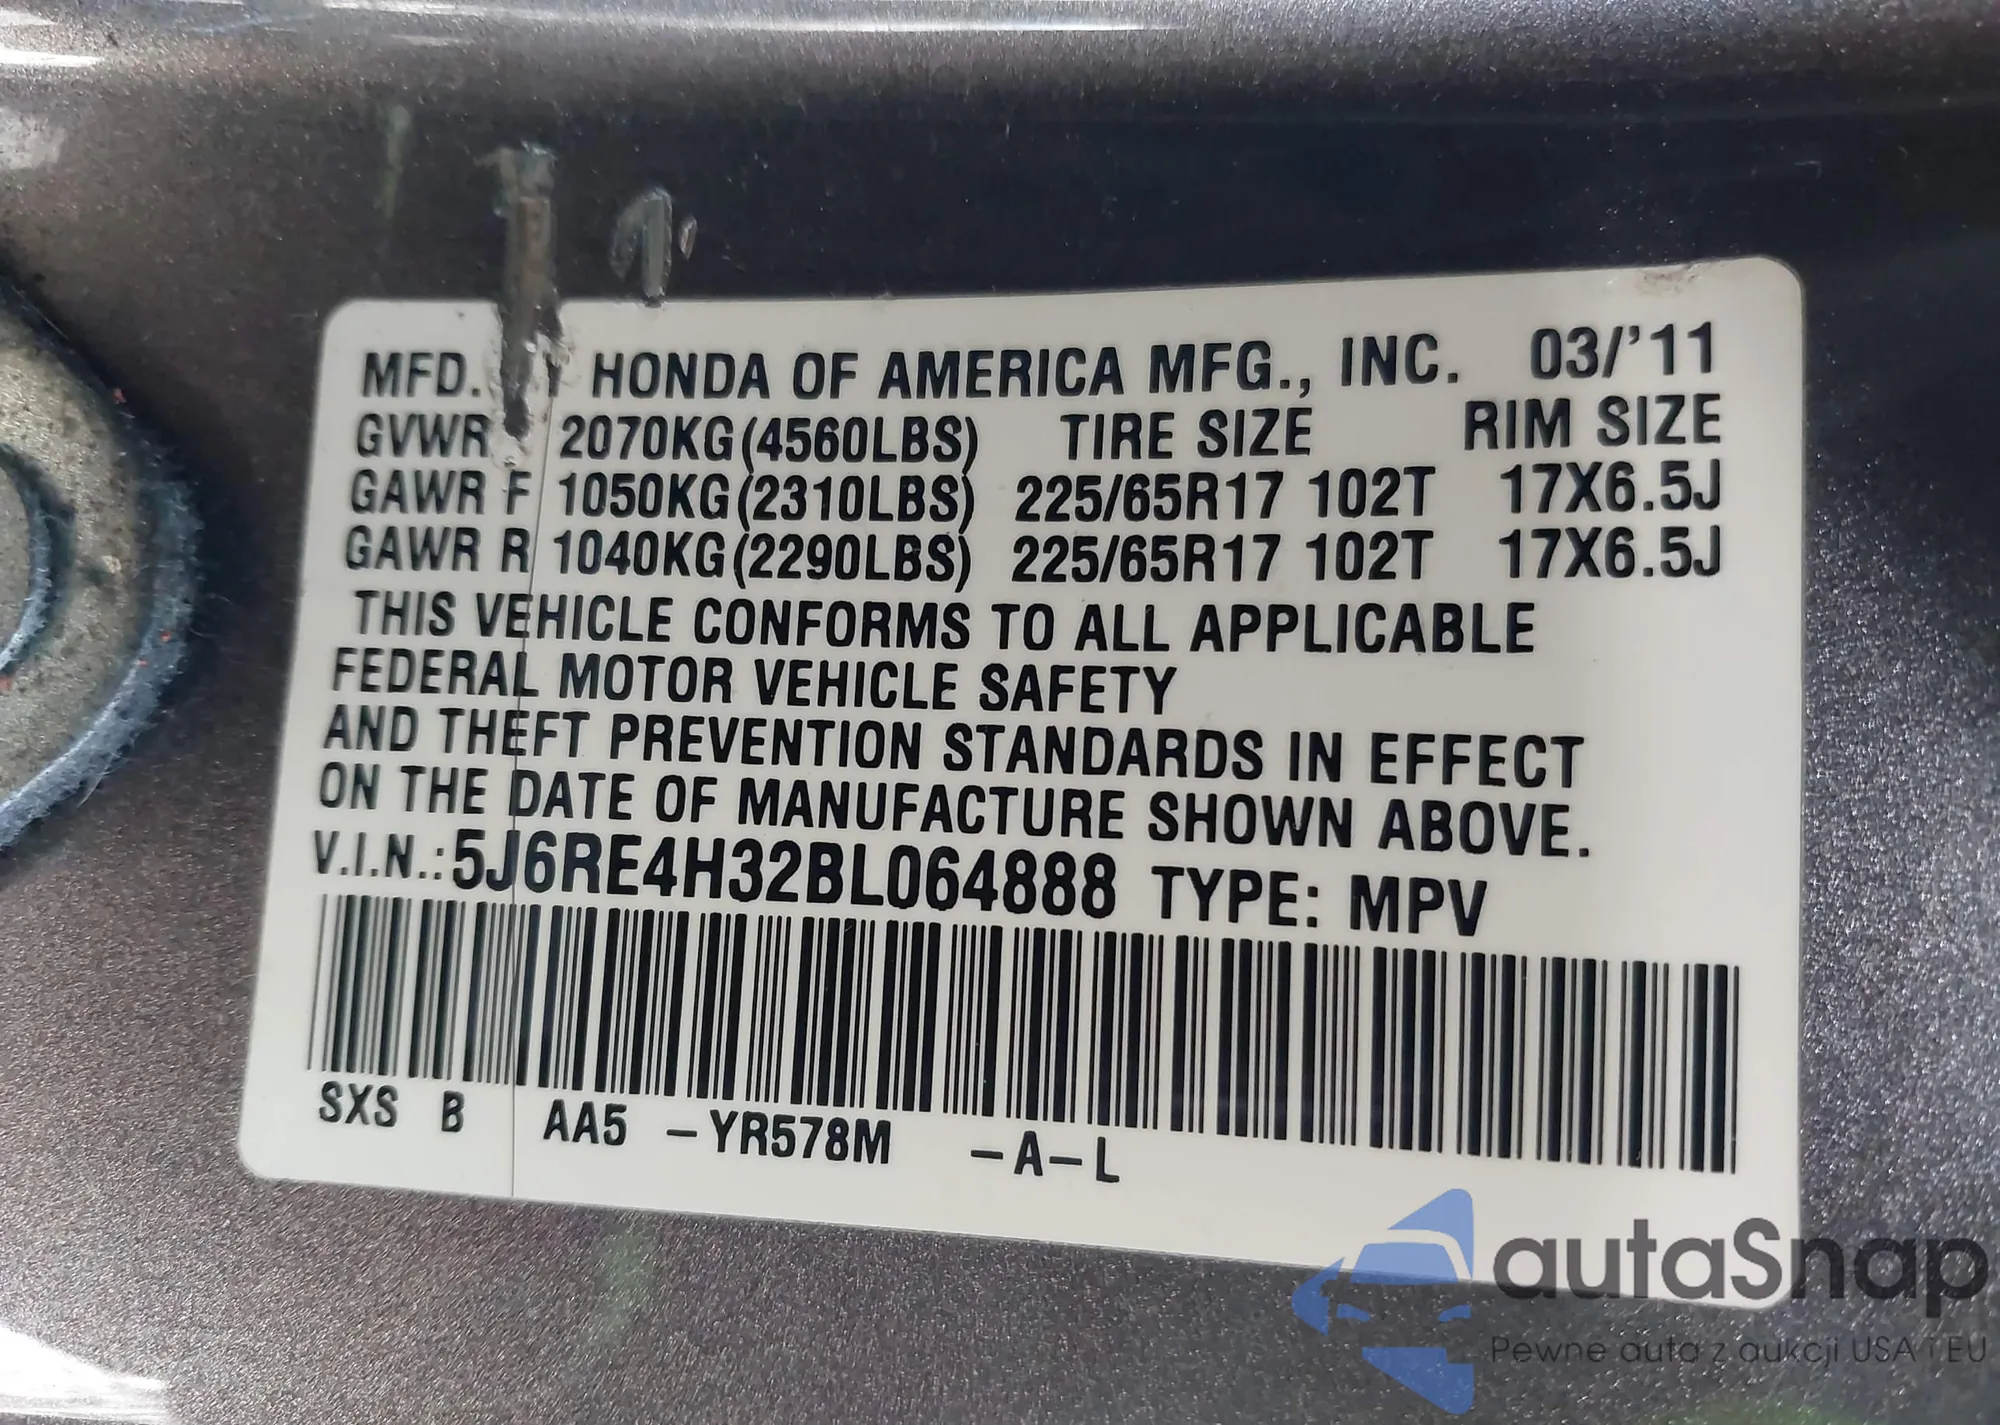 MFD. HONDA OF AMERICA MFG., INC. 03/'11
GVWR 2070KG(4560LBS) TIRE SIZE RIM SIZE
GAWR F 1050KG(2310LBS) 225/65R17 102T 17X6.5J
GAWR R 1040KG(2290LBS) 225/65R17 102T 17X6.5J
THIS VEHICLE CONFORMS TO ALL APPLICABLE
FEDERAL MOTOR VEHICLE SAFETY
AND THEFT PREVENTION STANDARDS IN EFFECT
ON THE DATE OF MANUFACTURE SHOWN ABOVE.
V.I.N.:5J6RE4H32BL064888 TYPE: MPV
SXS B AA5 –YR578M –A–L
autaSnap
Pewne auta z aukcji USA i EU